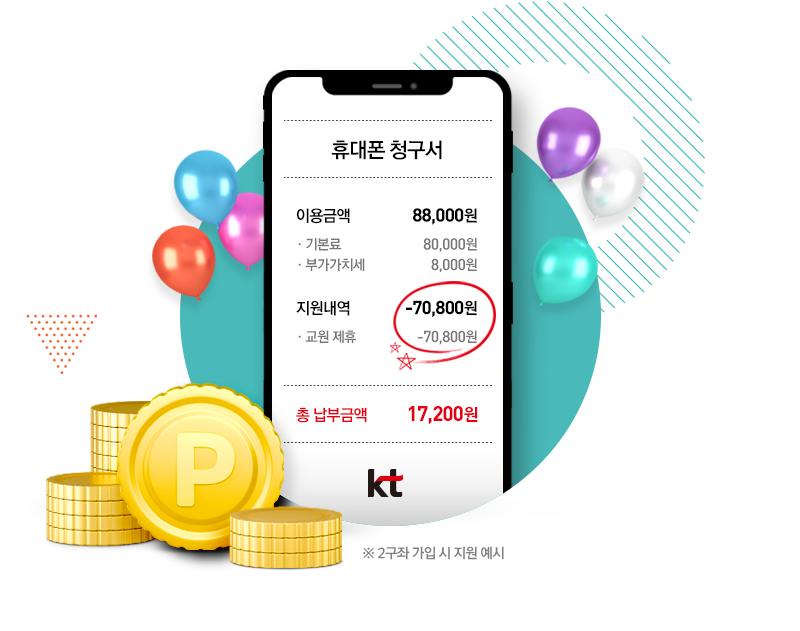 휴대폰 청구서
이용금액 88,000원
· 기본료 80,000원
· 부가가치세 8,000원
지원내역 -70,800원
· 교원 제휴 -70,800원
총 납부금액 17,200원
kt
P
※ 2구좌 가입 시 지원 예시